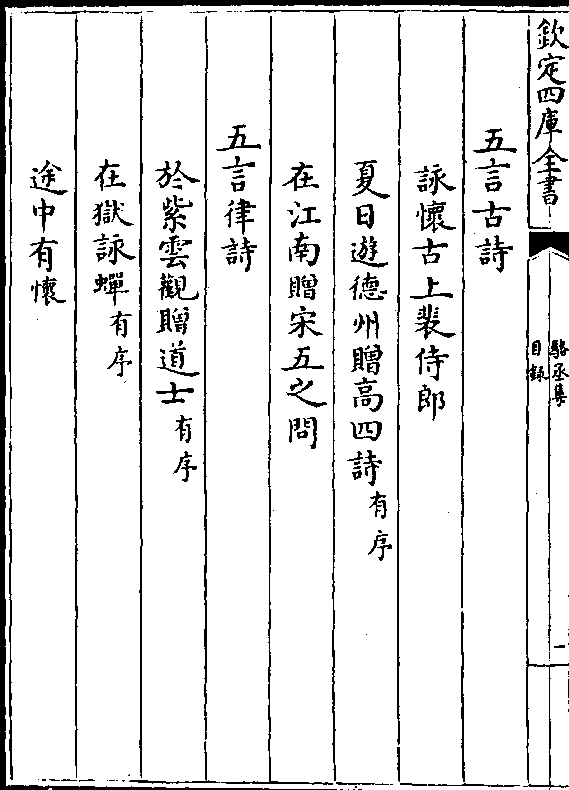 欽定四庫全書
駱丞集
目錄
一
五言古詩
詠懷古上裴侍郎
夏日遊德州贈高四詩有序
在江南贈宋五之問
五言律詩
於紫雲觀贈道士有序
在獄詠蟬有序
途中有懷